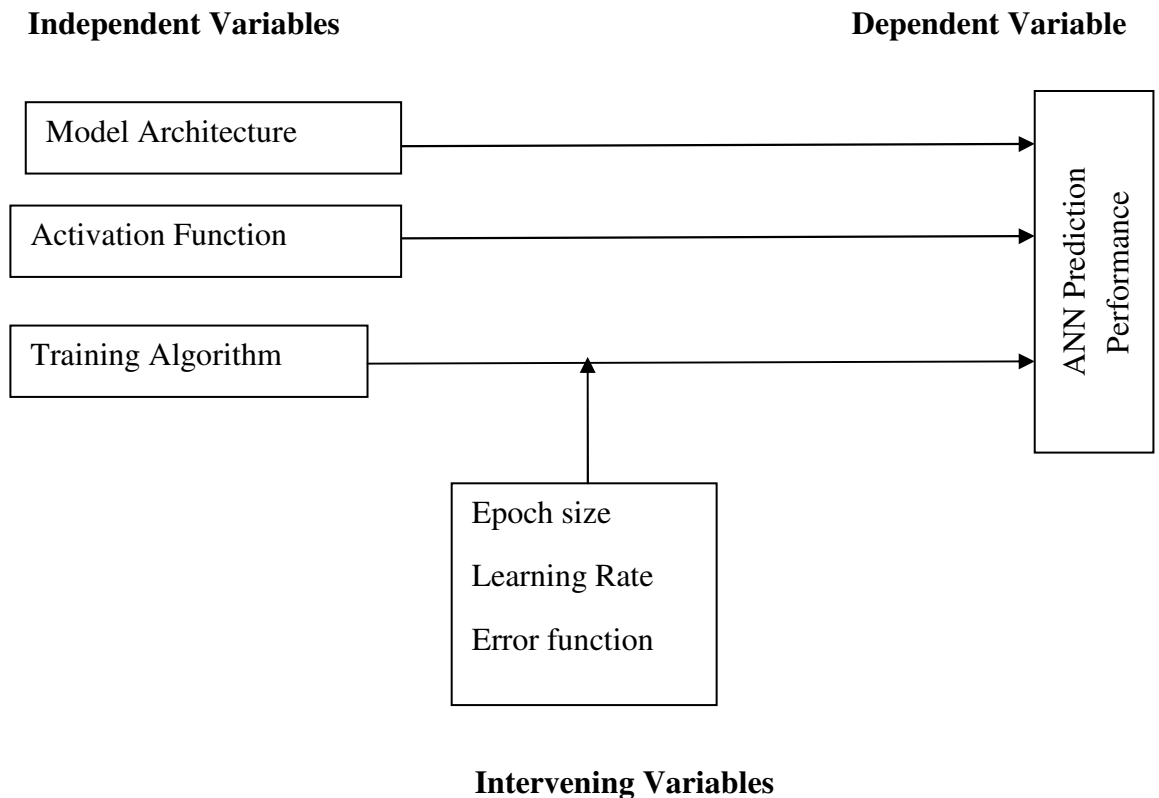 Independent Variables
Dependent Variable
Model Architecture
Activation Function
Training Algorithm
ANN Prediction
Performance
Epoch size
Learning Rate
Error function
Intervening Variables